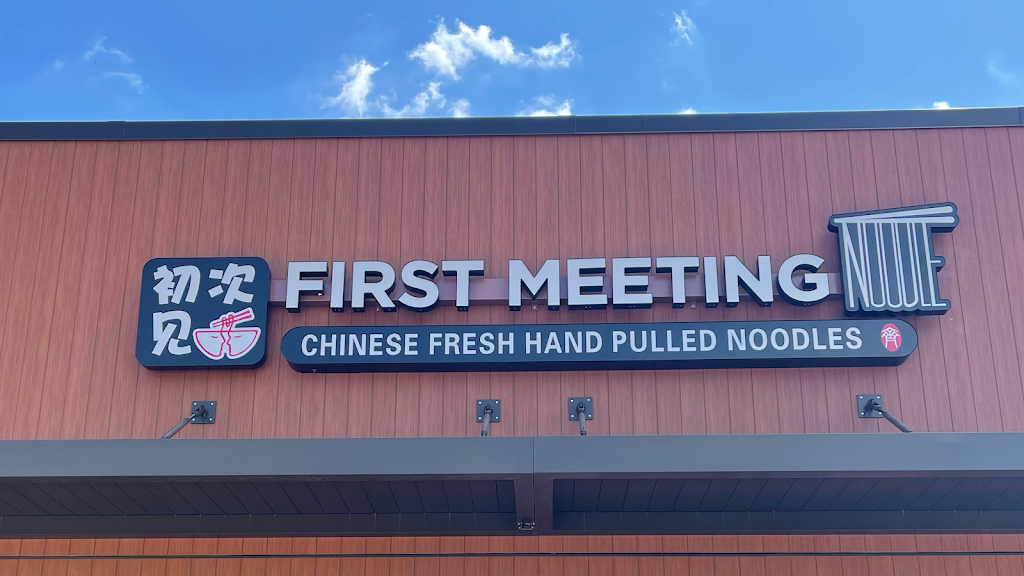 初次
见
FIRST MEETING
NOODLE
CHINESE FRESH HAND PULLED NOODLES